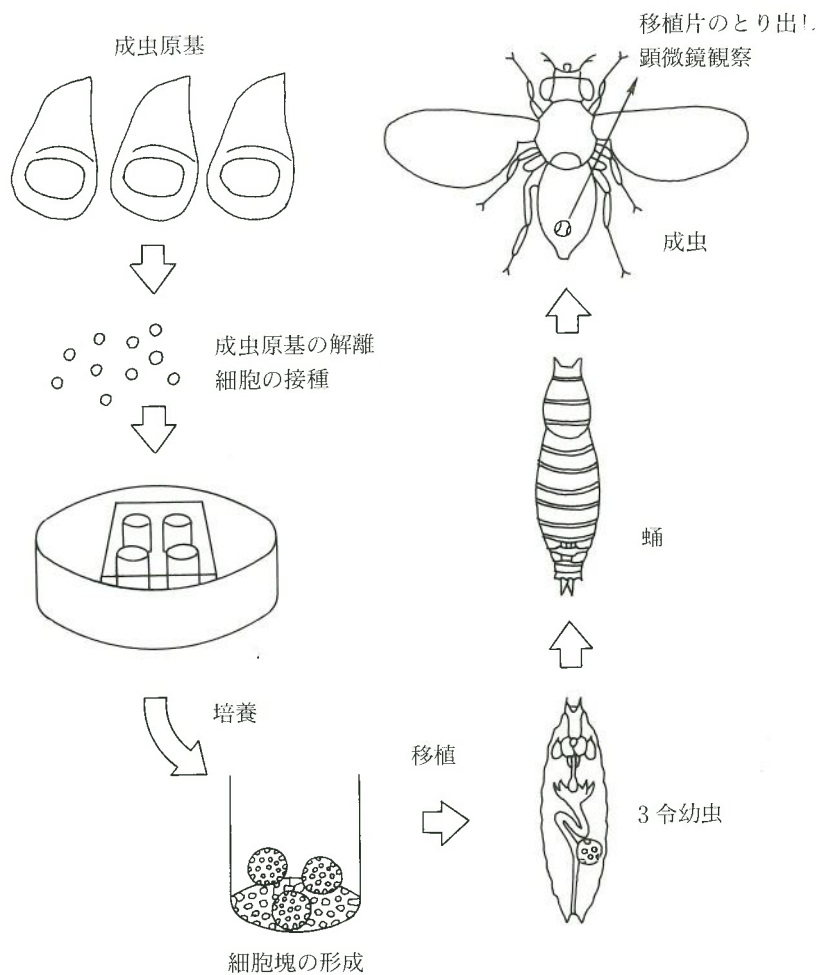 成虫原基
成虫原基の解離
細胞の接種
培養
細胞塊の形成
移植
3令幼虫
蛹
成虫
移植片のとり出し
顕微鏡観察